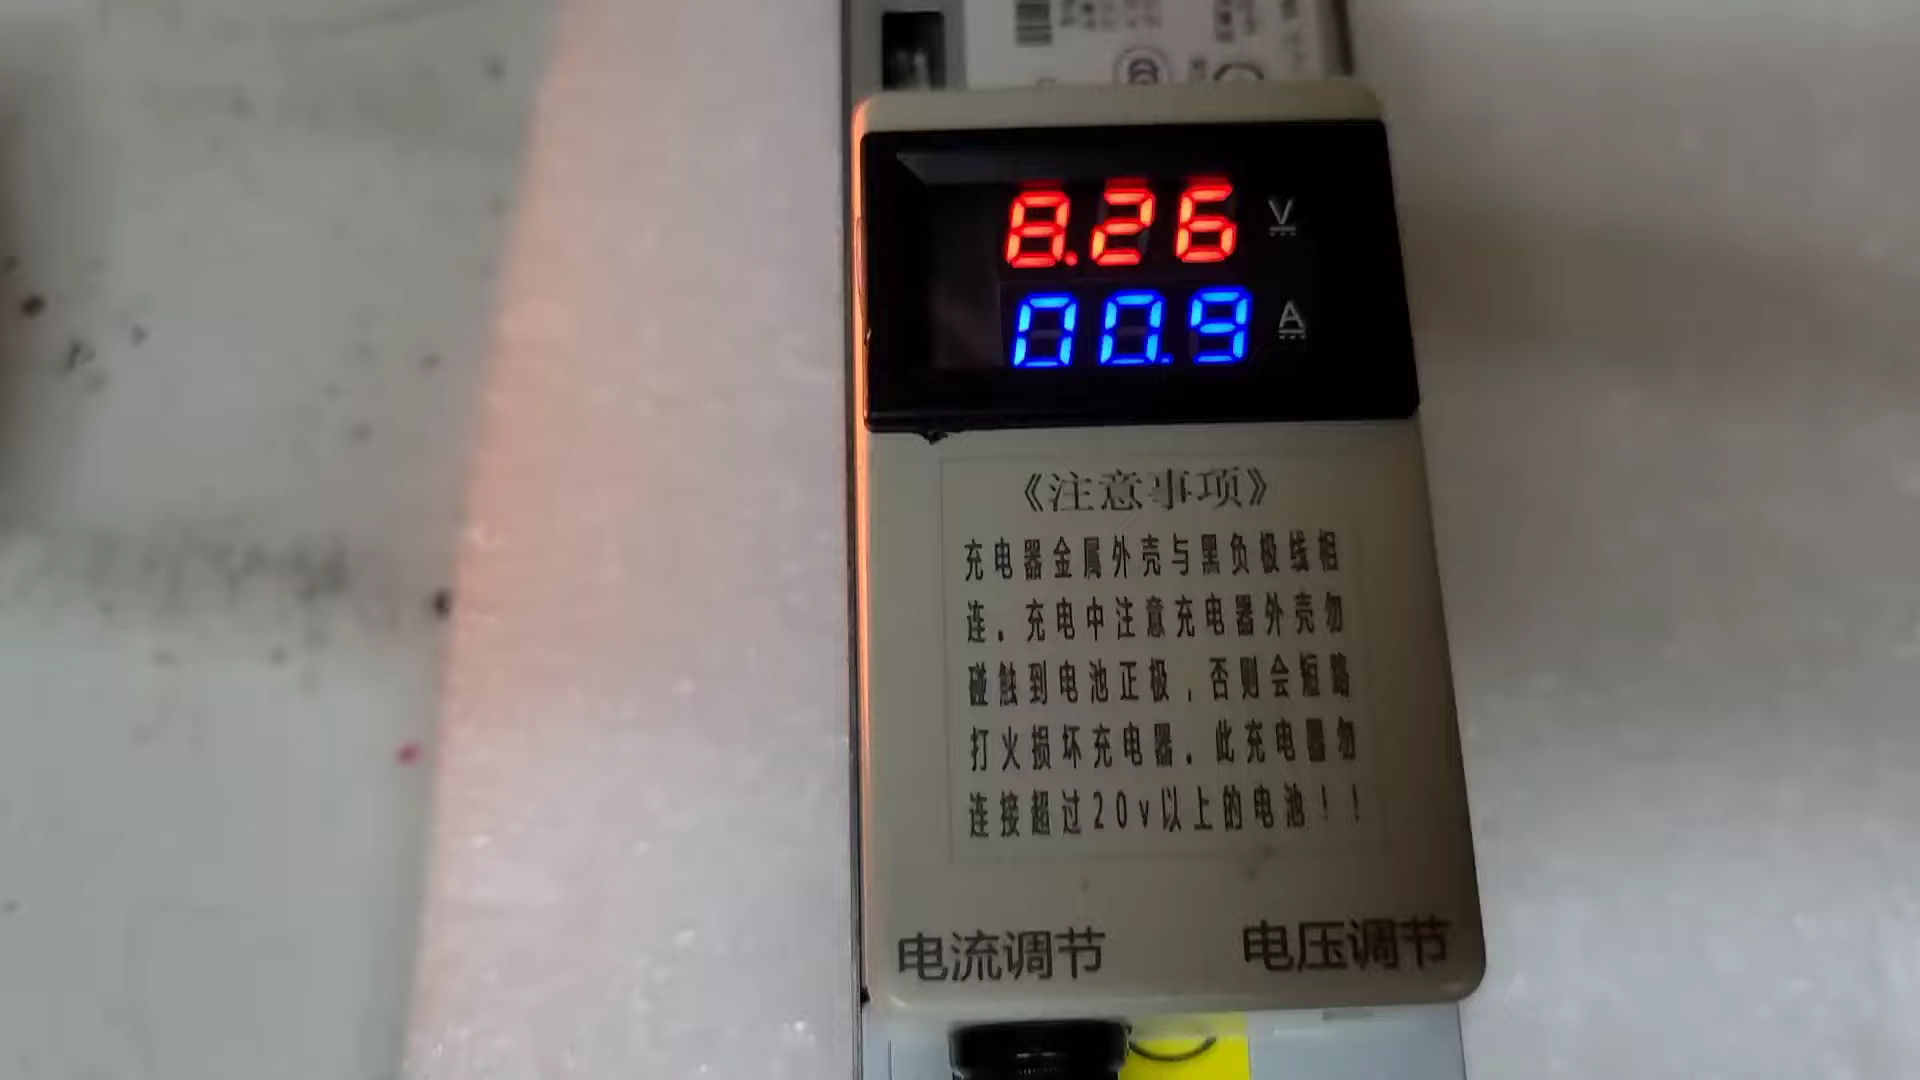 8.26 V
00.9 A
《注意事项》
充电器金属外壳与黑负极线相
连．充电中注意充电器外壳勿
碰触到电池正极，否则会短路
打火损坏充电器．此充电器勿
连接超过20v以上的电池！！
电流调节 电压调节